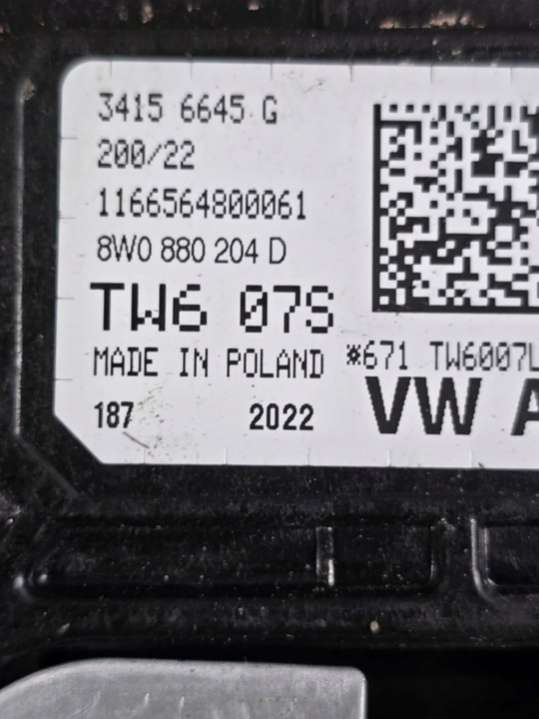 3415 6645 G
200/22
1166564800061
8W0 880 204 D
TW6 07S
MADE IN POLAND
*671 TW6007L
187 2022
VW A